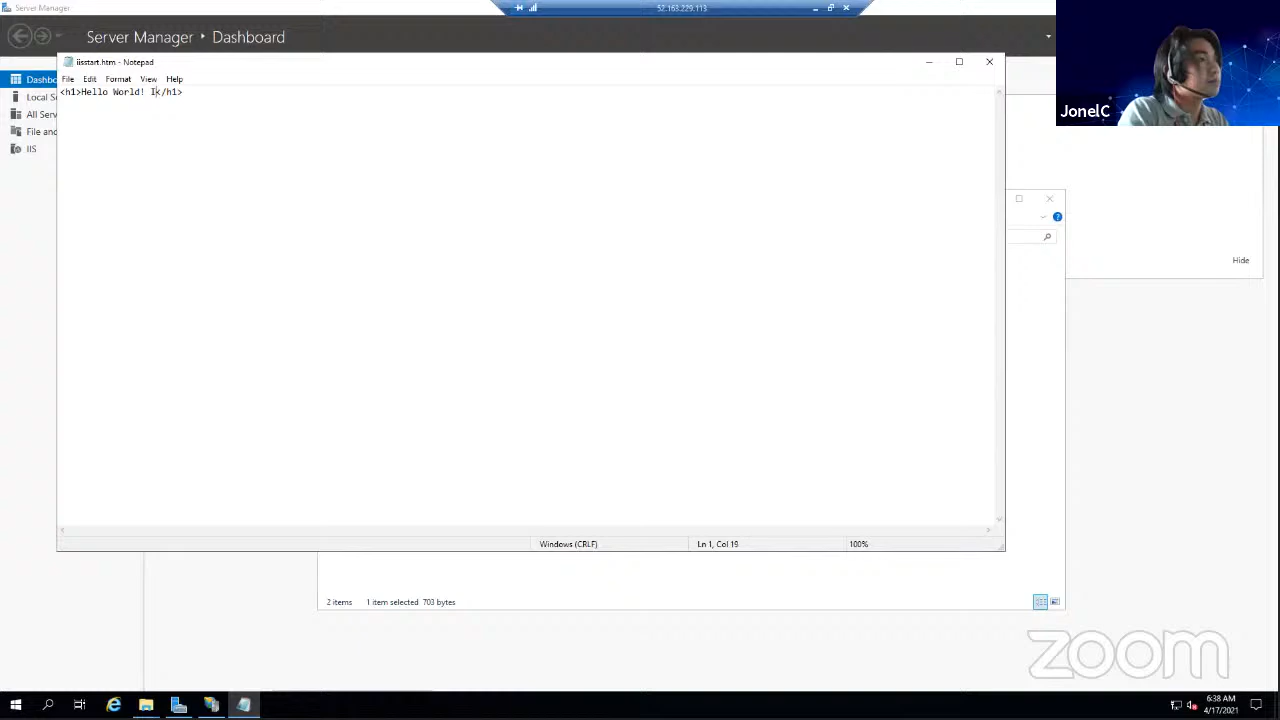 Server Manager
52.163.229.113
Server Manager • Dashboard
iisstart.htm - Notepad
File Edit Format View Help
<h1>Hello World! I</h1>
Dashbo
Local S
All Serv
File and
IIS
JonelC
Hide
Windows (CRLF)
Ln 1, Col 19
100%
2 items
1 item selected 703 bytes
zoom
6:38 AM
4/17/2021